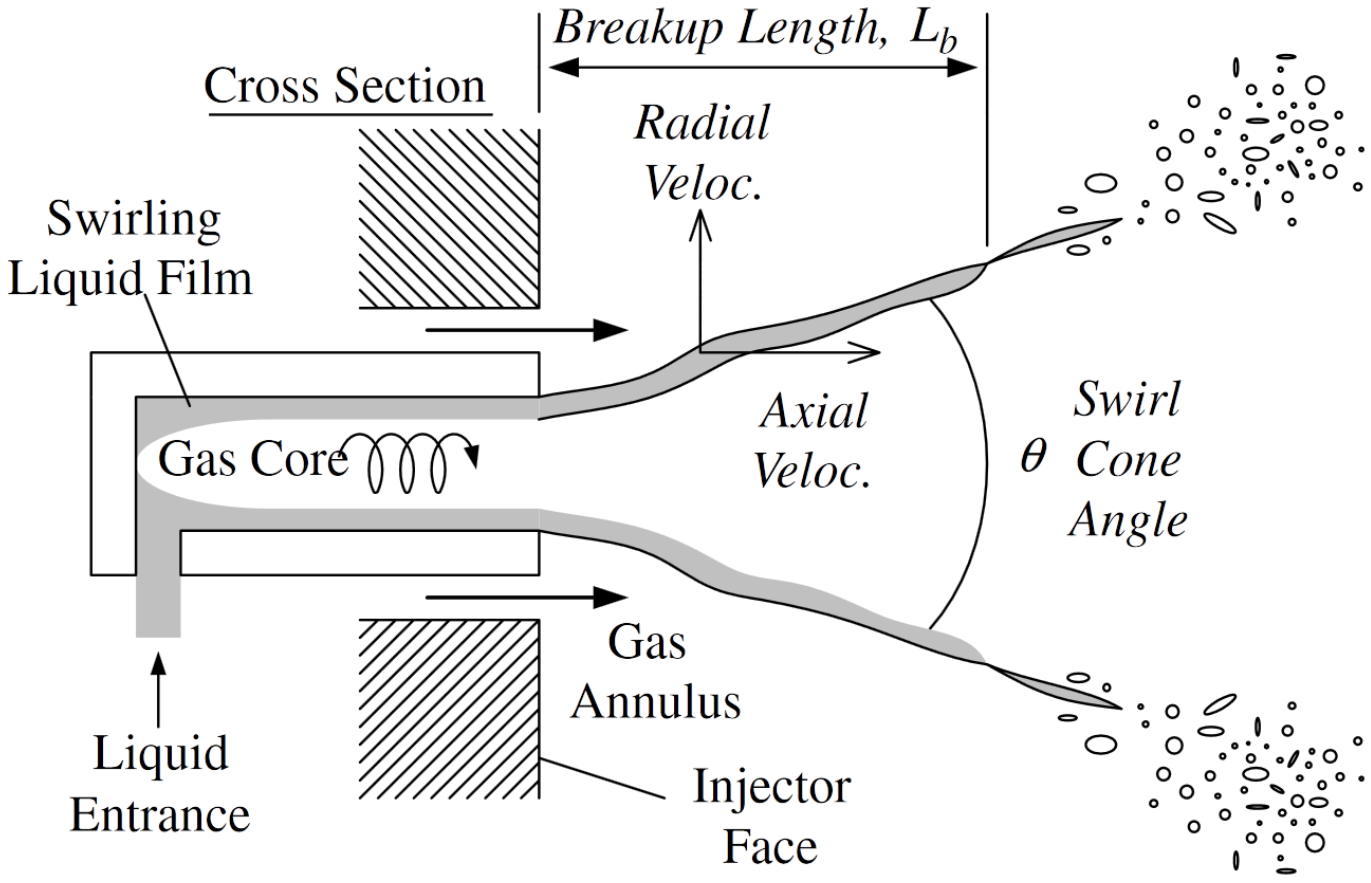 Breakup Length, L_b
Cross Section
Radial
Veloc.
Swirling
Liquid Film
Gas Core
Axial
Veloc.
θ
Swirl
Cone
Angle
Gas
Annulus
Liquid
Entrance
Injector
Face